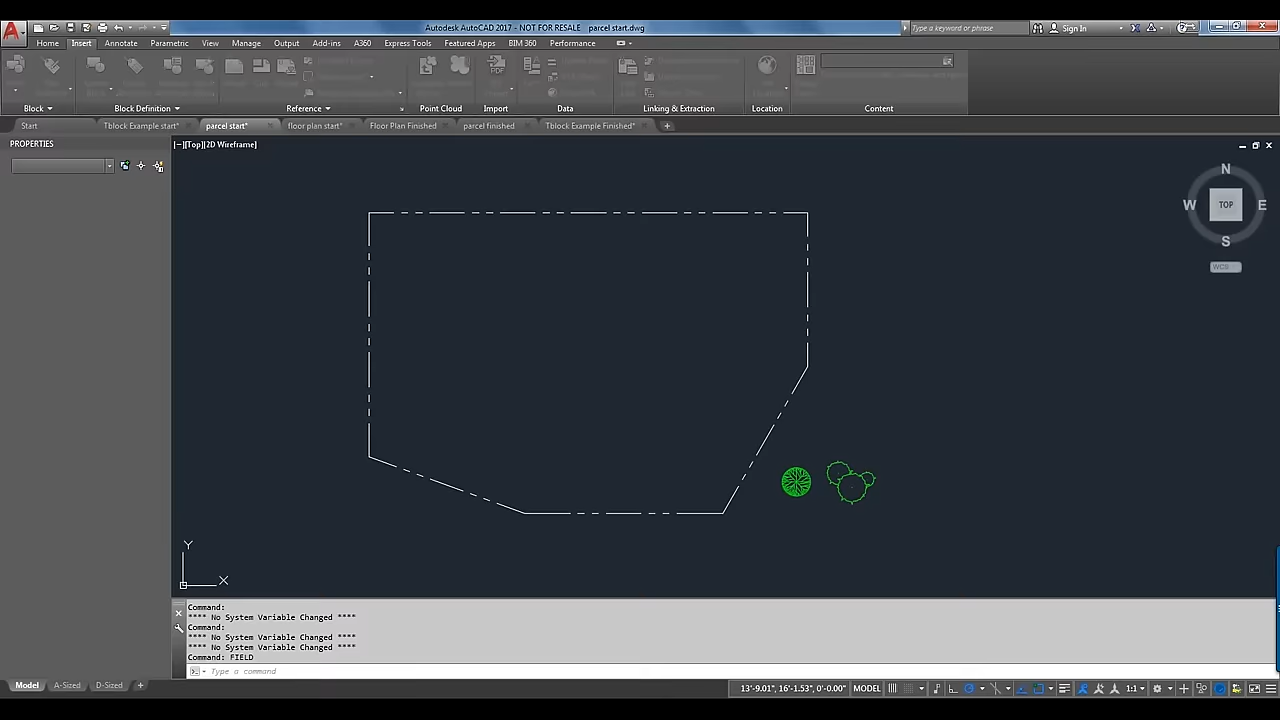 Autodesk AutoCAD 2017 - NOT FOR RESALE parcel start.dwg
Type a keyword or phrase
Sign In
Home Insert Annotate Parametric View Manage Output Add-ins A360 Express Tools Featured Apps BIM 360 Performance
PDF
Block Block Definition Reference Point Cloud Import Data Linking & Extraction Location Content
Start Tblock Example start* parcel start* floor plan start* Floor Plan Finished parcel finished Tblock Example Finished*
PROPERTIES
[−][Top][2D Wireframe]
N
W TOP E
S
WCS
Y
X
Command:
**** No System Variable Changed ****
Command:
**** No System Variable Changed ****
**** No System Variable Changed ****
Command: FIELD
Type a command
Model A-Sized D-Sized
13'-9.01", 16'-1.53", 0'-0.00" MODEL 1:1